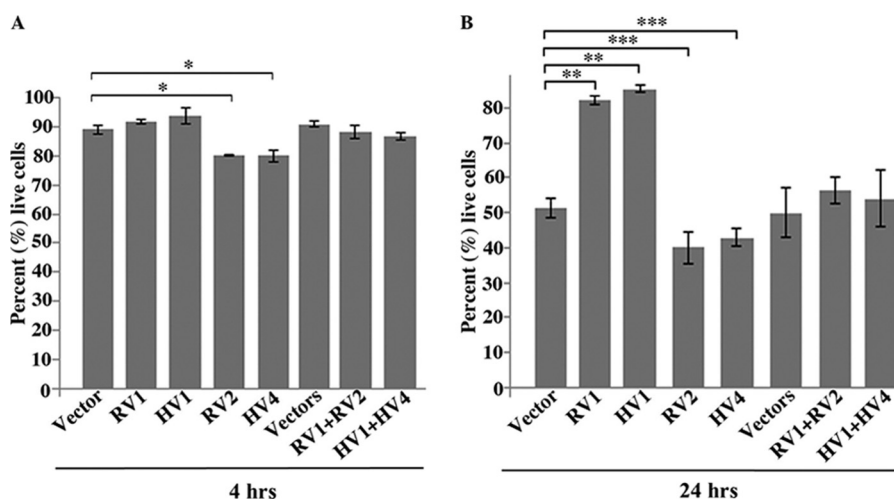 A
*
*
Percent (%) live cells
100
90
80
70
60
50
40
30
20
10
0
Vector
RV1
HV1
RV2
HV4
Vectors
RV1+RV2
HV1+HV4
4 hrs
B
***
***
**
**
Percent (%) live cells
80
70
60
50
40
30
20
10
0
Vector
RV1
HV1
RV2
HV4
Vectors
RV1+RV2
HV1+HV4
24 hrs